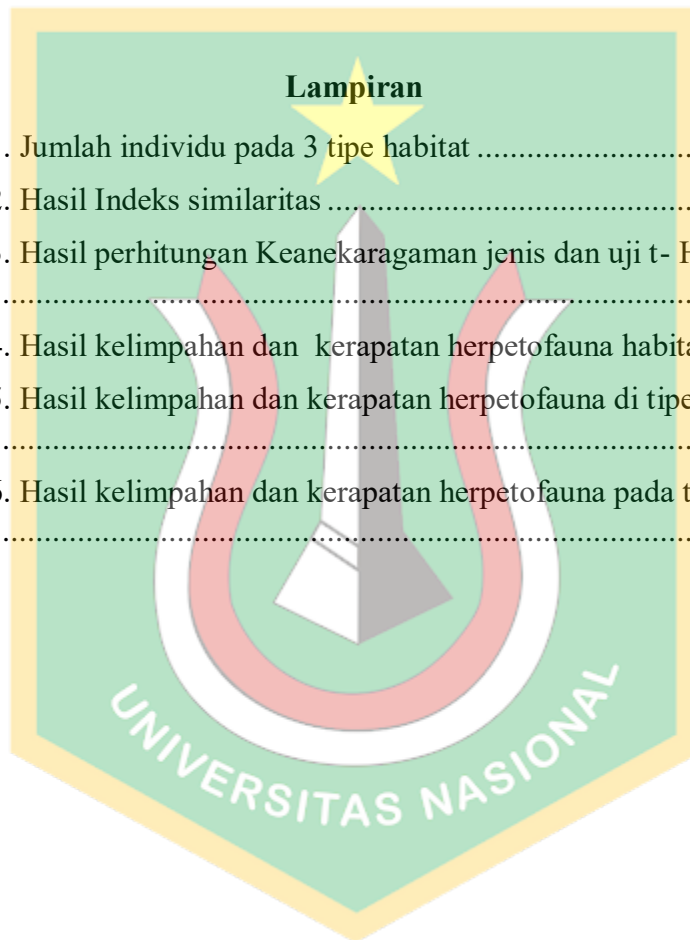 Lampiran
. Jumlah individu pada 3 tipe habitat ...........................
. Hasil Indeks similaritas ..............................................
. Hasil perhitungan Keanekaragaman jenis dan uji t-
.......................................................................................
. Hasil kelimpahan dan kerapatan herpetofauna
. Hasil kelimpahan dan kerapatan herpetofauna di tipe
.......................................................................................
. Hasil kelimpahan dan kerapatan herpetofauna pada
.......................................................................................
UNIVERSITAS NASIONAL